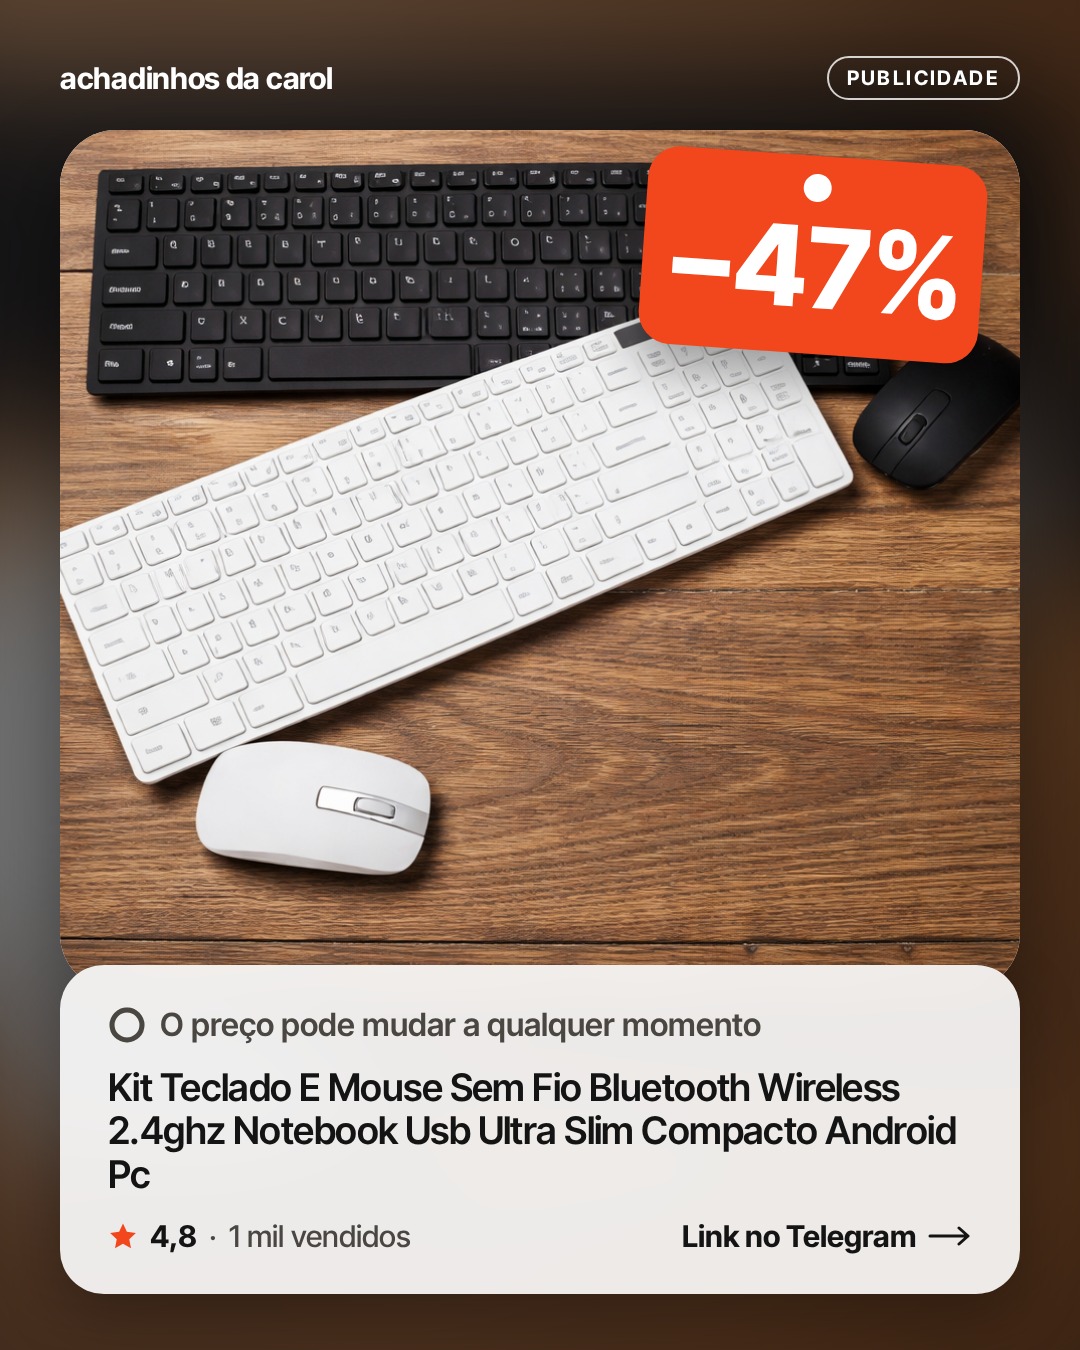 achadinhos da carol
PUBLICIDADE
–47%
O preço pode mudar a qualquer momento
Kit Teclado E Mouse Sem Fio Bluetooth Wireless
2.4ghz Notebook Usb Ultra Slim Compacto Android
Pc
4,8 · 1 mil vendidos
Link no Telegram →